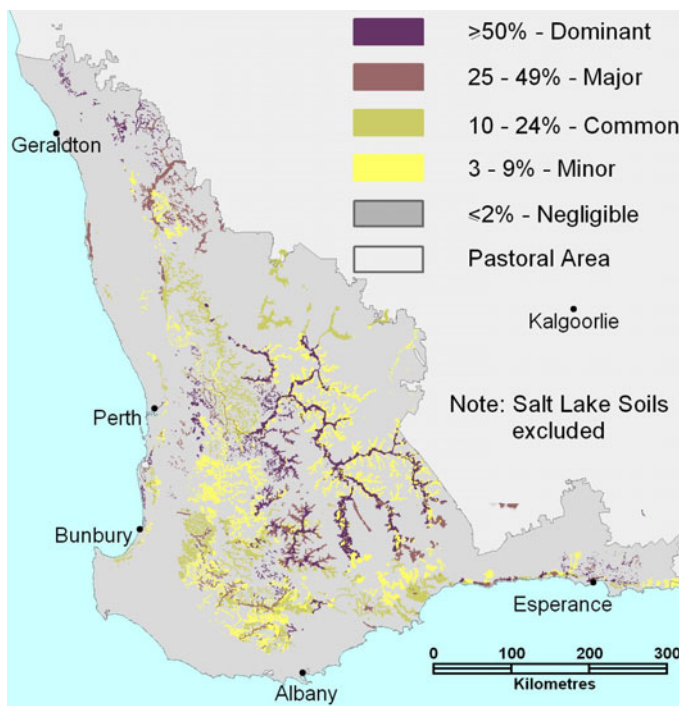 ⩾50% - Dominant
25 - 49% - Major
10 - 24% - Common
3 - 9% - Minor
⩽2% - Negligible
Pastoral Area
Geraldton
Kalgoorlie
Perth
Note: Salt Lake Soils
excluded
Bunbury
Esperance
Albany
0 100 200 300
Kilometres